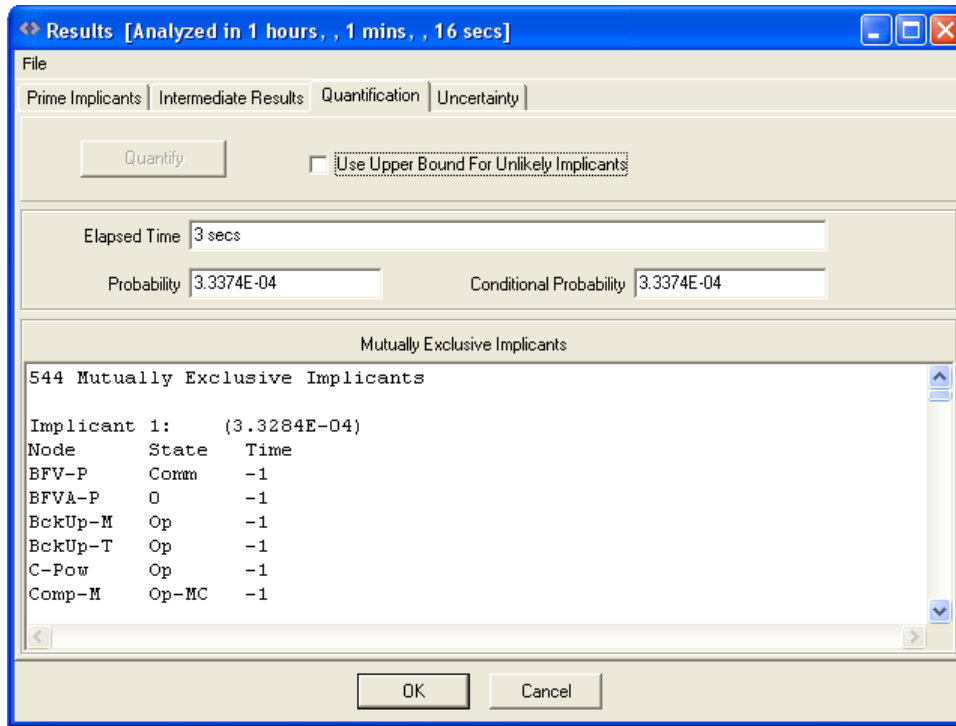 Results [Analyzed in 1 hours, , 1 mins, , 16 secs]
File
Prime Implicants Intermediate Results Quantification Uncertainty
Quantify Use Upper Bound For Unlikely Implicants
Elapsed Time 3 secs
Probability 3.3374E-04 Conditional Probability 3.3374E-04
Mutually Exclusive Implicants
544 Mutually Exclusive Implicants
Implicant 1: (3.3284E-04)
Node State Time
BFV-P Comm -1
BFVA-P O -1
BckUp-M Op -1
BckUp-T Op -1
C-Pow Op -1
Comp-M Op-MC -1
OK Cancel